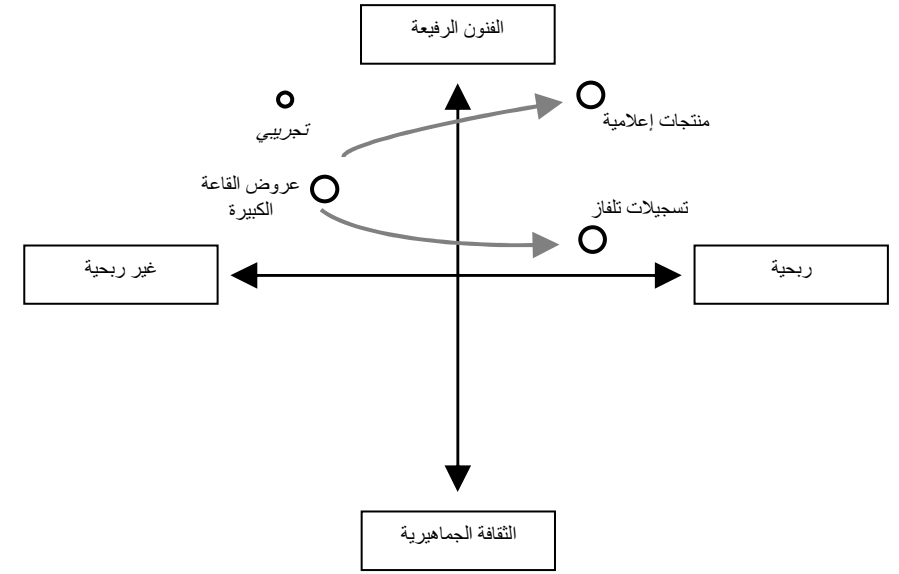 الفنون الرفيعة
تجريبي
منتجات إعلامية
عروض القاعة
الكبيرة
تسجيلات تلفاز
غير ربحية
ربحية
الثقافة الجماهيرية